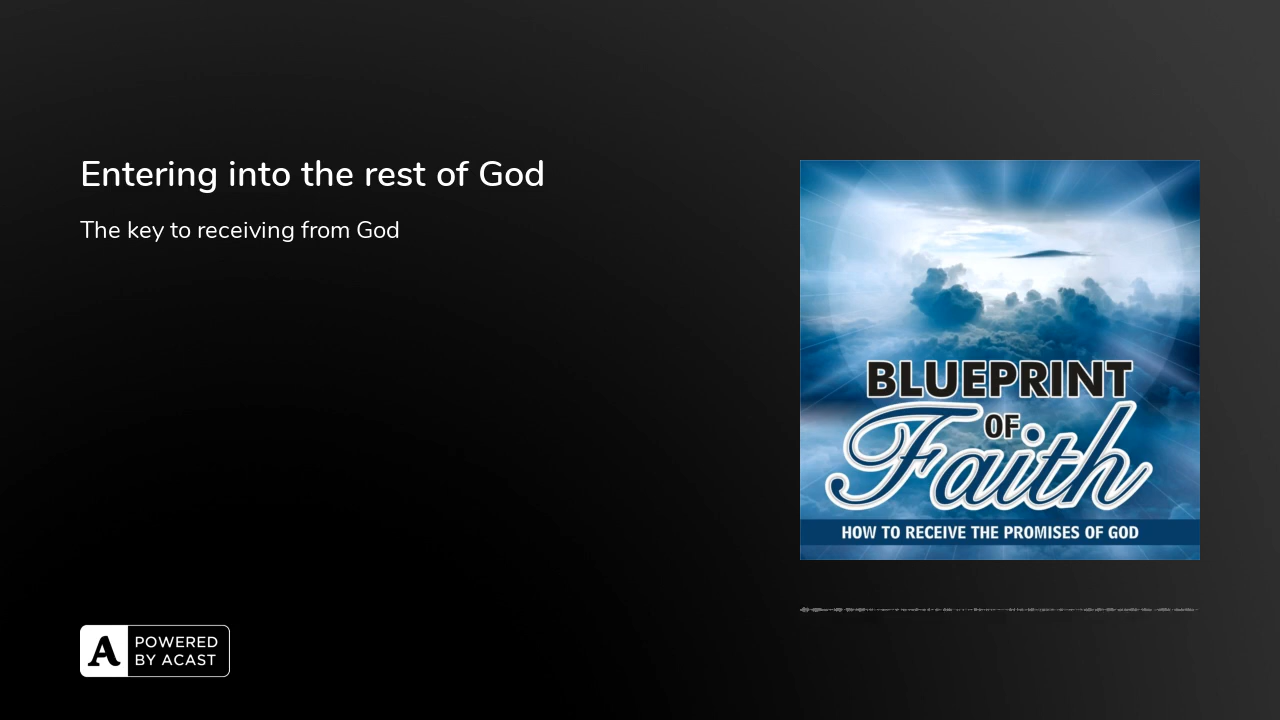 Entering into the rest of God
The key to receiving from God
BLUEPRINT
OF
Faith
HOW TO RECEIVE THE PROMISES OF GOD
A POWERED
BY ACAST